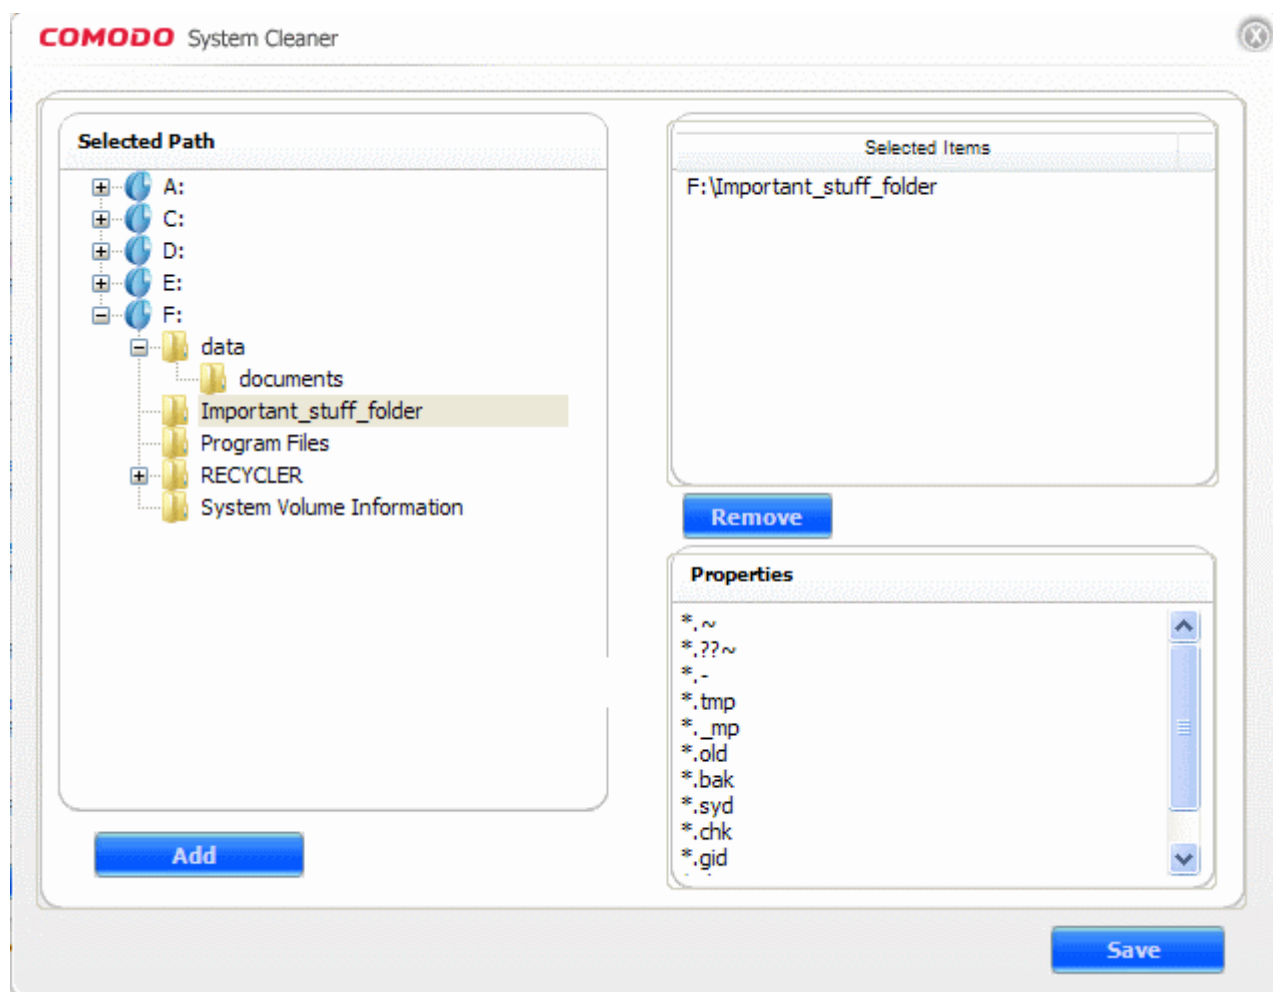 COMODO System Cleaner
Selected Path
A:
C:
D:
E:
F:
data
documents
Important_stuff_folder
Program Files
RECYCLER
System Volume Information
Add
Selected Items
F:\Important_stuff_folder
Remove
Properties
*.~
*.??~
*.-
*.tmp
*._mp
*.old
*.bak
*.syd
*.chk
*.gid
Save